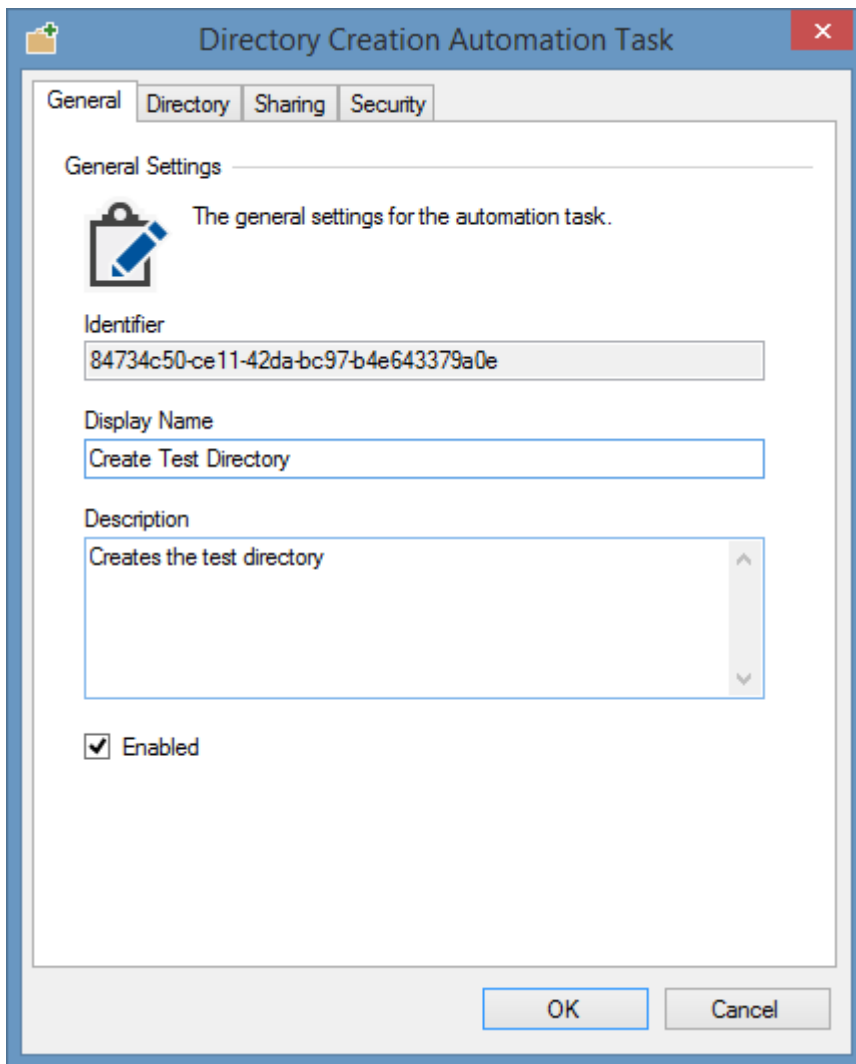 Directory Creation Automation Task
General Directory Sharing Security
General Settings
The general settings for the automation task.
Identifier
84734c50-ce11-42da-bc97-b4e643379a0e
Display Name
Create Test Directory
Description
Creates the test directory
Enabled
OK Cancel